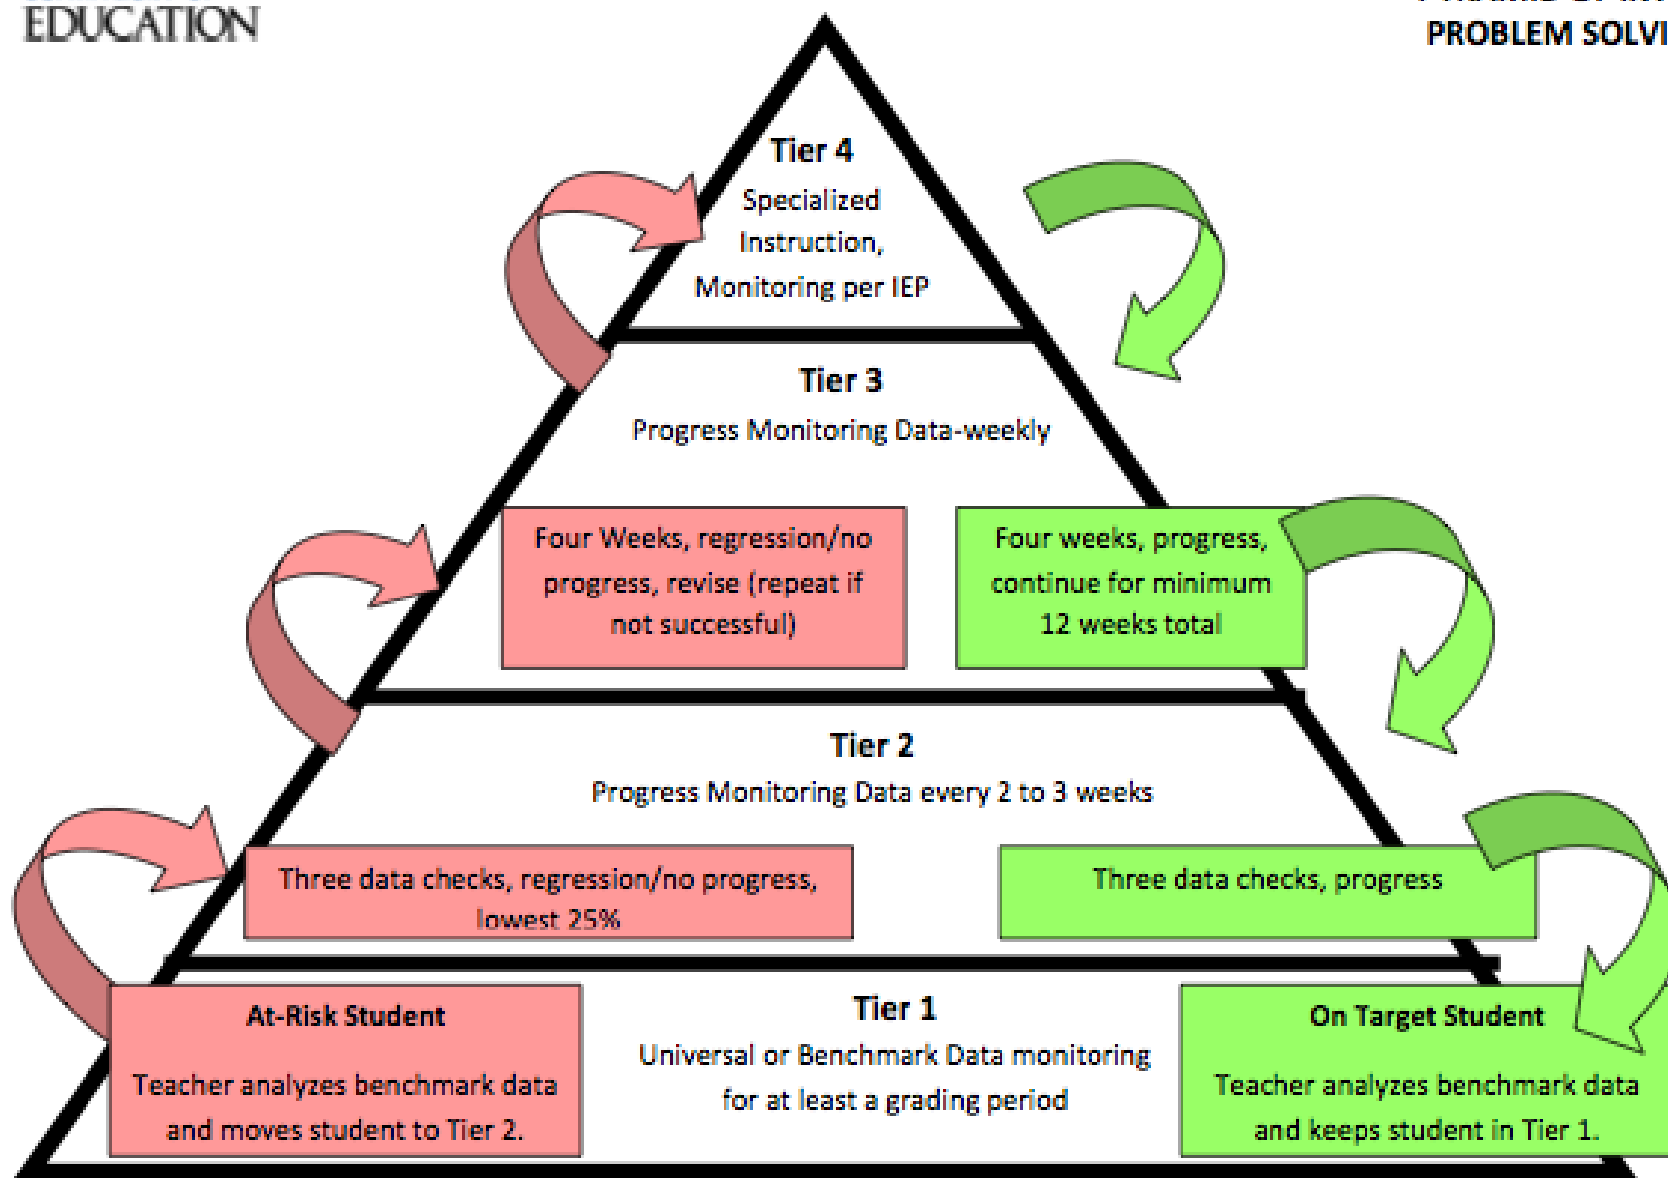 EDUCATION
PROBLEM SOLVI
Tier 4
Specialized
Instruction,
Monitoring per IEP
Tier 3
Progress Monitoring Data-weekly
Four Weeks, regression/no
progress, revise (repeat if
not successful)
Four weeks, progress,
continue for minimum
12 weeks total
Tier 2
Progress Monitoring Data every 2 to 3 weeks
Three data checks, regression/no progress,
lowest 25%
Three data checks, progress
At-Risk Student
Teacher analyzes benchmark data
and moves student to Tier 2.
Tier 1
Universal or Benchmark Data monitoring
for at least a grading period
On Target Student
Teacher analyzes benchmark data
and keeps student in Tier 1.